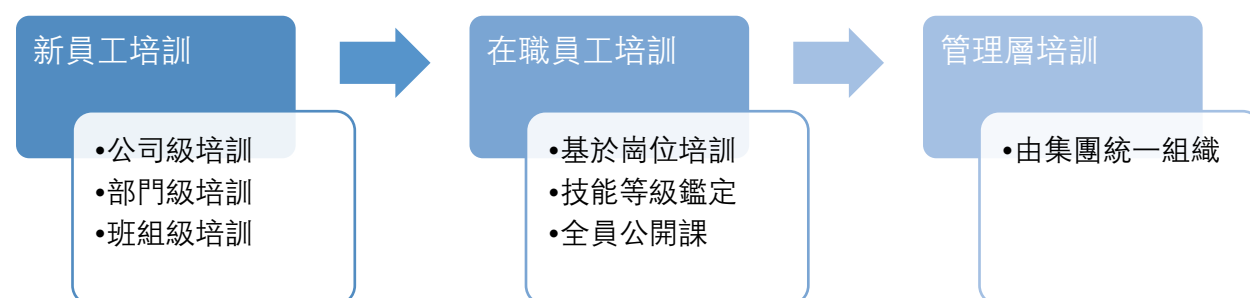 新員工培訓
•公司級培訓
•部門級培訓
•班組級培訓
在職員工培訓
•基於崗位培訓
•技能等級鑑定
•全員公開課
管理層培訓
•由集團統一組織